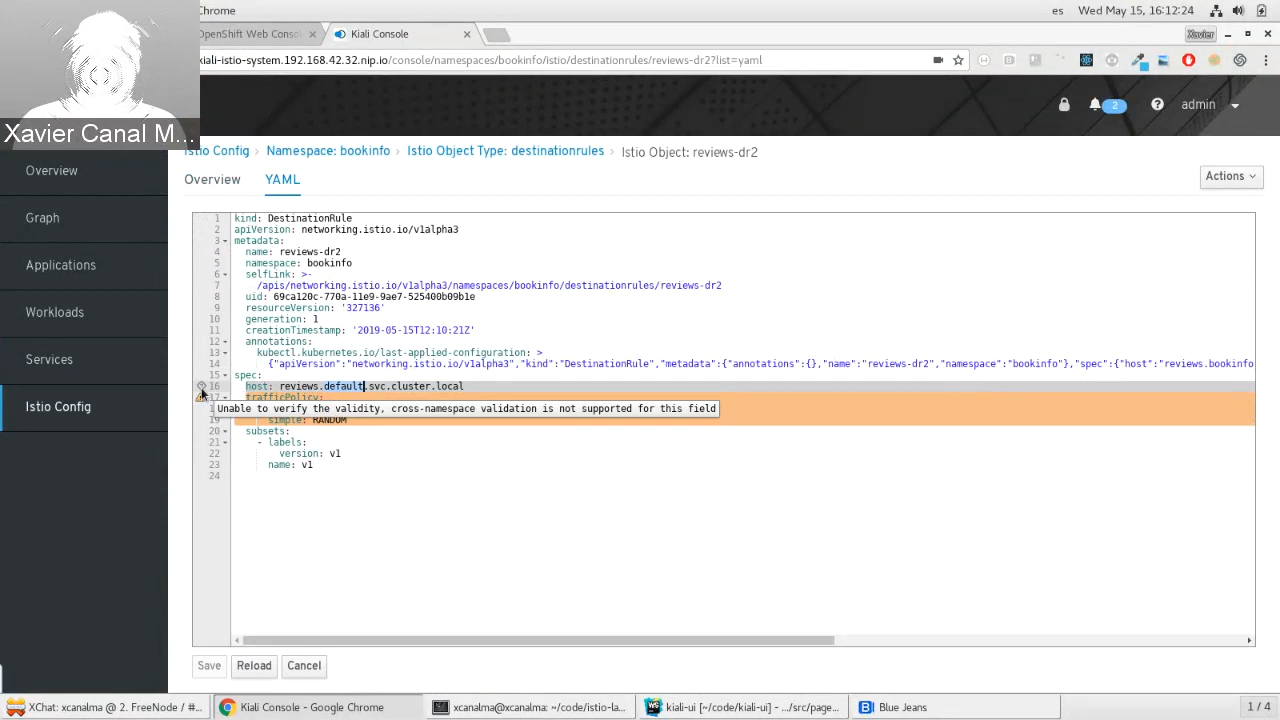 Chrome
es
Wed May 15, 16:12:24
OpenShift Web Conso
Kiali Console
Xavier
kiali-istio-system.192.168.42.32.nip.io/console/namespaces/bookinfo/istio/destinationrules/reviews-dr2?list=yaml
2
admin
Xavier Canal M...
Istio Config > Namespace: bookinfo > Istio Object Type: destinationrules > Istio Object: reviews-dr2
Overview
Graph
Applications
Workloads
Services
Istio Config
Overview YAML
Actions
1 kind: DestinationRule
2 apiVersion: networking.istio.io/v1alpha3
3 metadata:
4 name: reviews-dr2
5 namespace: bookinfo
6 selfLink: >-
7 /apis/networking.istio.io/v1alpha3/namespaces/bookinfo/destinationrules/reviews-dr2
8 uid: 69ca120c-770a-11e9-9ae7-525400b09b1e
9 resourceVersion: '327136'
10 generation: 1
11 creationTimestamp: '2019-05-15T12:10:21Z'
12 annotations:
13 kubectl.kubernetes.io/last-applied-configuration: >
14 {"apiVersion":"networking.istio.io/v1alpha3","kind":"DestinationRule","metadata":{"annotations":{},"name":"reviews-dr2","namespace":"bookinfo"},"spec":{"host":"reviews.bookinfo
15 spec:
16 host: reviews.default.svc.cluster.local
17 trafficPolicy:
Unable to verify the validity, cross-namespace validation is not supported for this field
19 simple: RANDOM
20 subsets:
21 - labels:
22 version: v1
23 name: v1
24
Save Reload Cancel
XChat: xcanalma @ 2. FreeNode / #...
Kiali Console - Google Chrome
xcanalma@xcanalma: ~/code/istio-la...
kiali-ui [~/code/kiali-ui] - .../src/page...
Blue Jeans
1 / 4